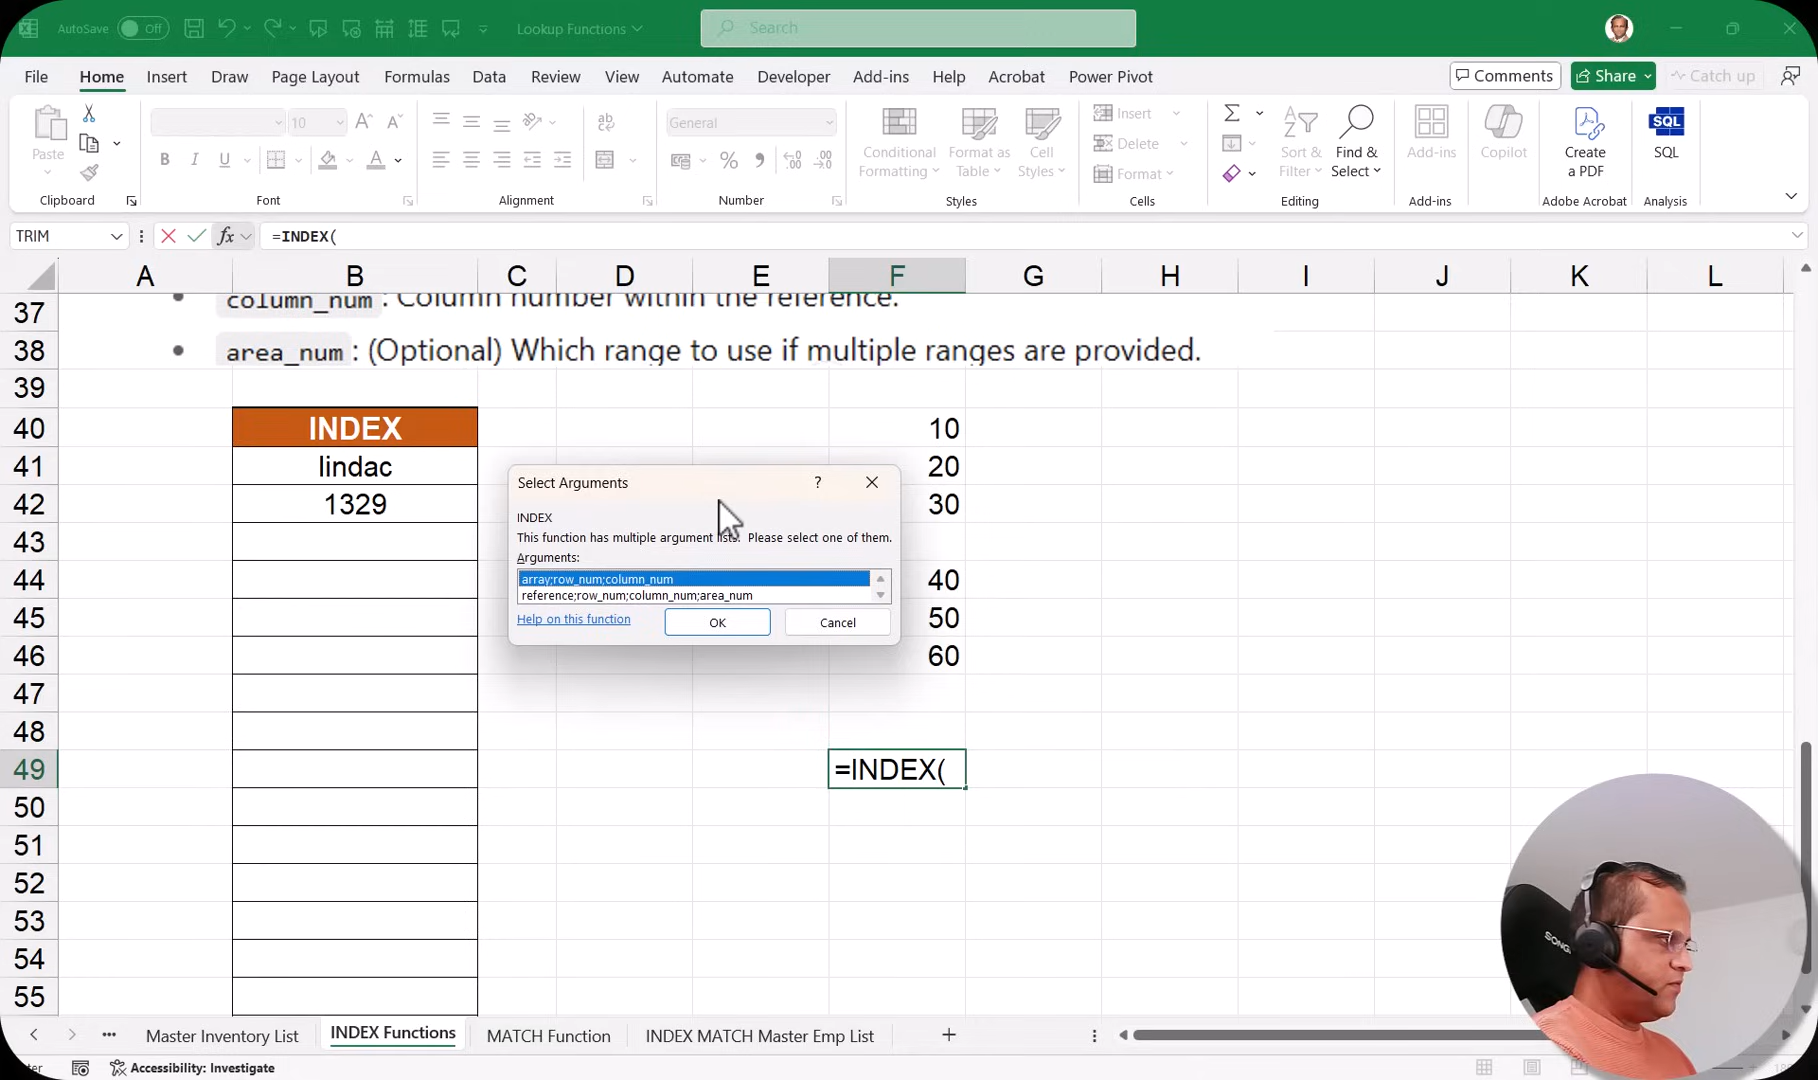 AutoSave Off Lookup Functions Search
File Home Insert Draw Page Layout Formulas Data Review View Automate Developer Add-ins Help Acrobat Power Pivot Comments Share Catch up
Paste
10
General
Conditional Formatting
Format as Table
Cell Styles
Insert
Delete
Format
Sort & Filter
Find & Select
Add-ins
Copilot
Create a PDF
SQL
SQL
Clipboard Font Alignment Number Styles Cells Editing Add-ins Adobe Acrobat Analysis
TRIM fx =INDEX(
A B C D E F G H I J K L
37 column_num: Column number within the reference.
38 area_num: (Optional) Which range to use if multiple ranges are provided.
39
40 INDEX 10
41 lindac 20
42 1329 30
43
44 40
45 50
46 60
47
48
49 =INDEX(
50
51
52
53
54
55
Select Arguments ?
INDEX
This function has multiple argument lists. Please select one of them.
Arguments:
array;row_num;column_num
reference;row_num;column_num;area_num
Help on this function OK Cancel
Master Inventory List INDEX Functions MATCH Function INDEX MATCH Master Emp List
Accessibility: Investigate